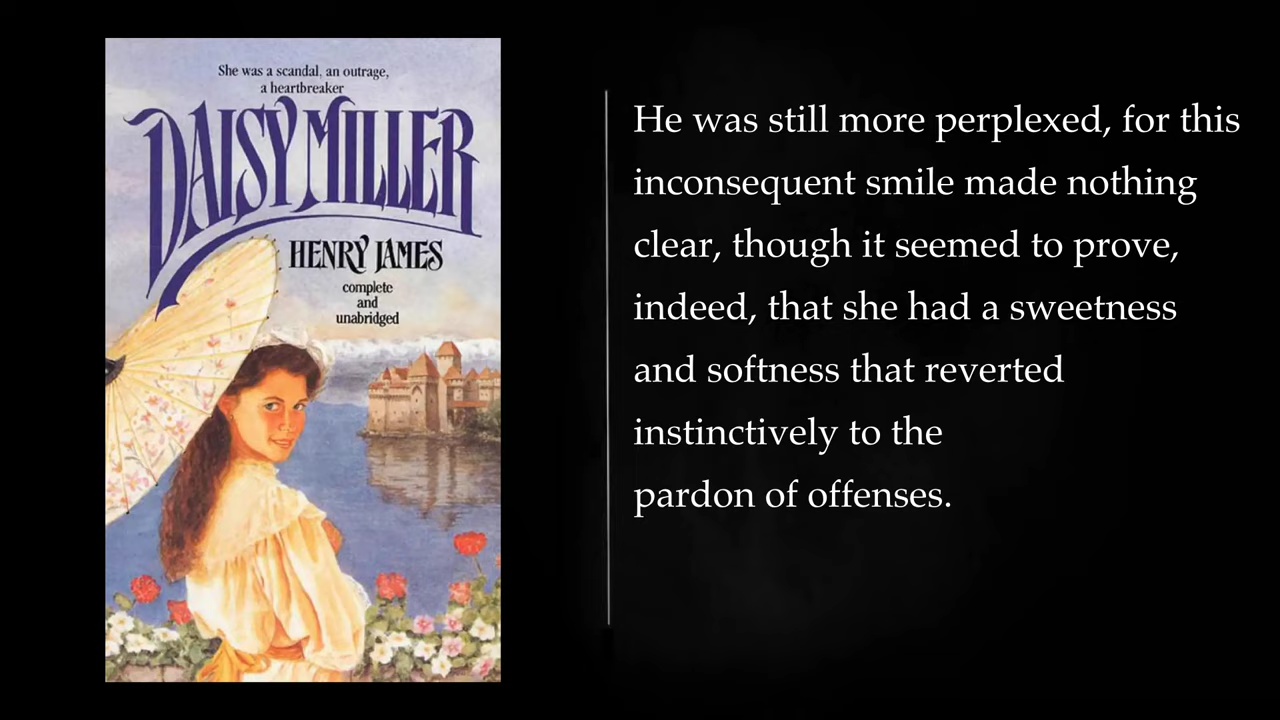 She was a scandal, an outrage,
a heartbreaker
DAISY MILLER
HENRY JAMES
complete
and
unabridged
He was still more perplexed, for this
inconsequent smile made nothing
clear, though it seemed to prove,
indeed, that she had a sweetness
and softness that reverted
instinctively to the
pardon of offenses.